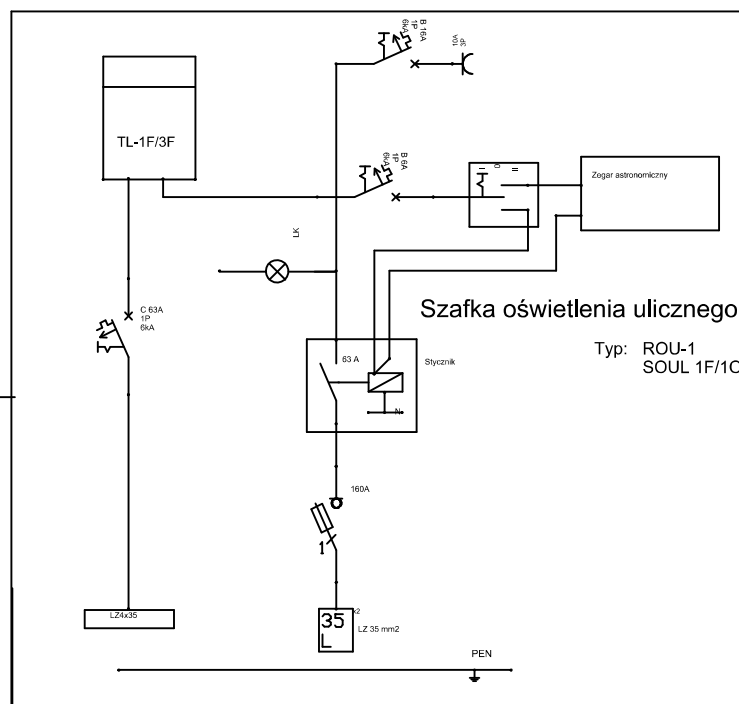 B 16A
1P
6kA
3P
10A
TL-1F/3F
B 6A
1P
6kA
I
0
II
Zegar astronomiczny
LK
C 63A
1P
6kA
Szafka oświetlenia ulicznego
Typ: ROU-1
SOUL 1F/1O
63 A
Stycznik
N
160A
1
LZ4x35
35
L
x2
LZ 35 mm2
PEN